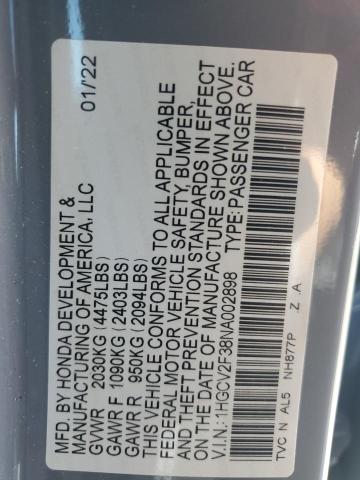 MFD. BY HONDA DEVELOPMENT & 01/'22
MANUFACTURING OF AMERICA, LLC
GVWR 2030KG (4475LBS)
GAWR F 1090KG (2403LBS)
GAWR R 950KG (2094LBS)
THIS VEHICLE CONFORMS TO ALL APPLICABLE
FEDERAL MOTOR VEHICLE SAFETY, BUMPER,
AND THEFT PREVENTION STANDARDS IN EFFECT
ON THE DATE OF MANUFACTURE SHOWN ABOVE.
V.I.N.: 1HGCV2F38NA002898 TYPE: PASSENGER CAR
TVC N AL5 NH877P .Z .A